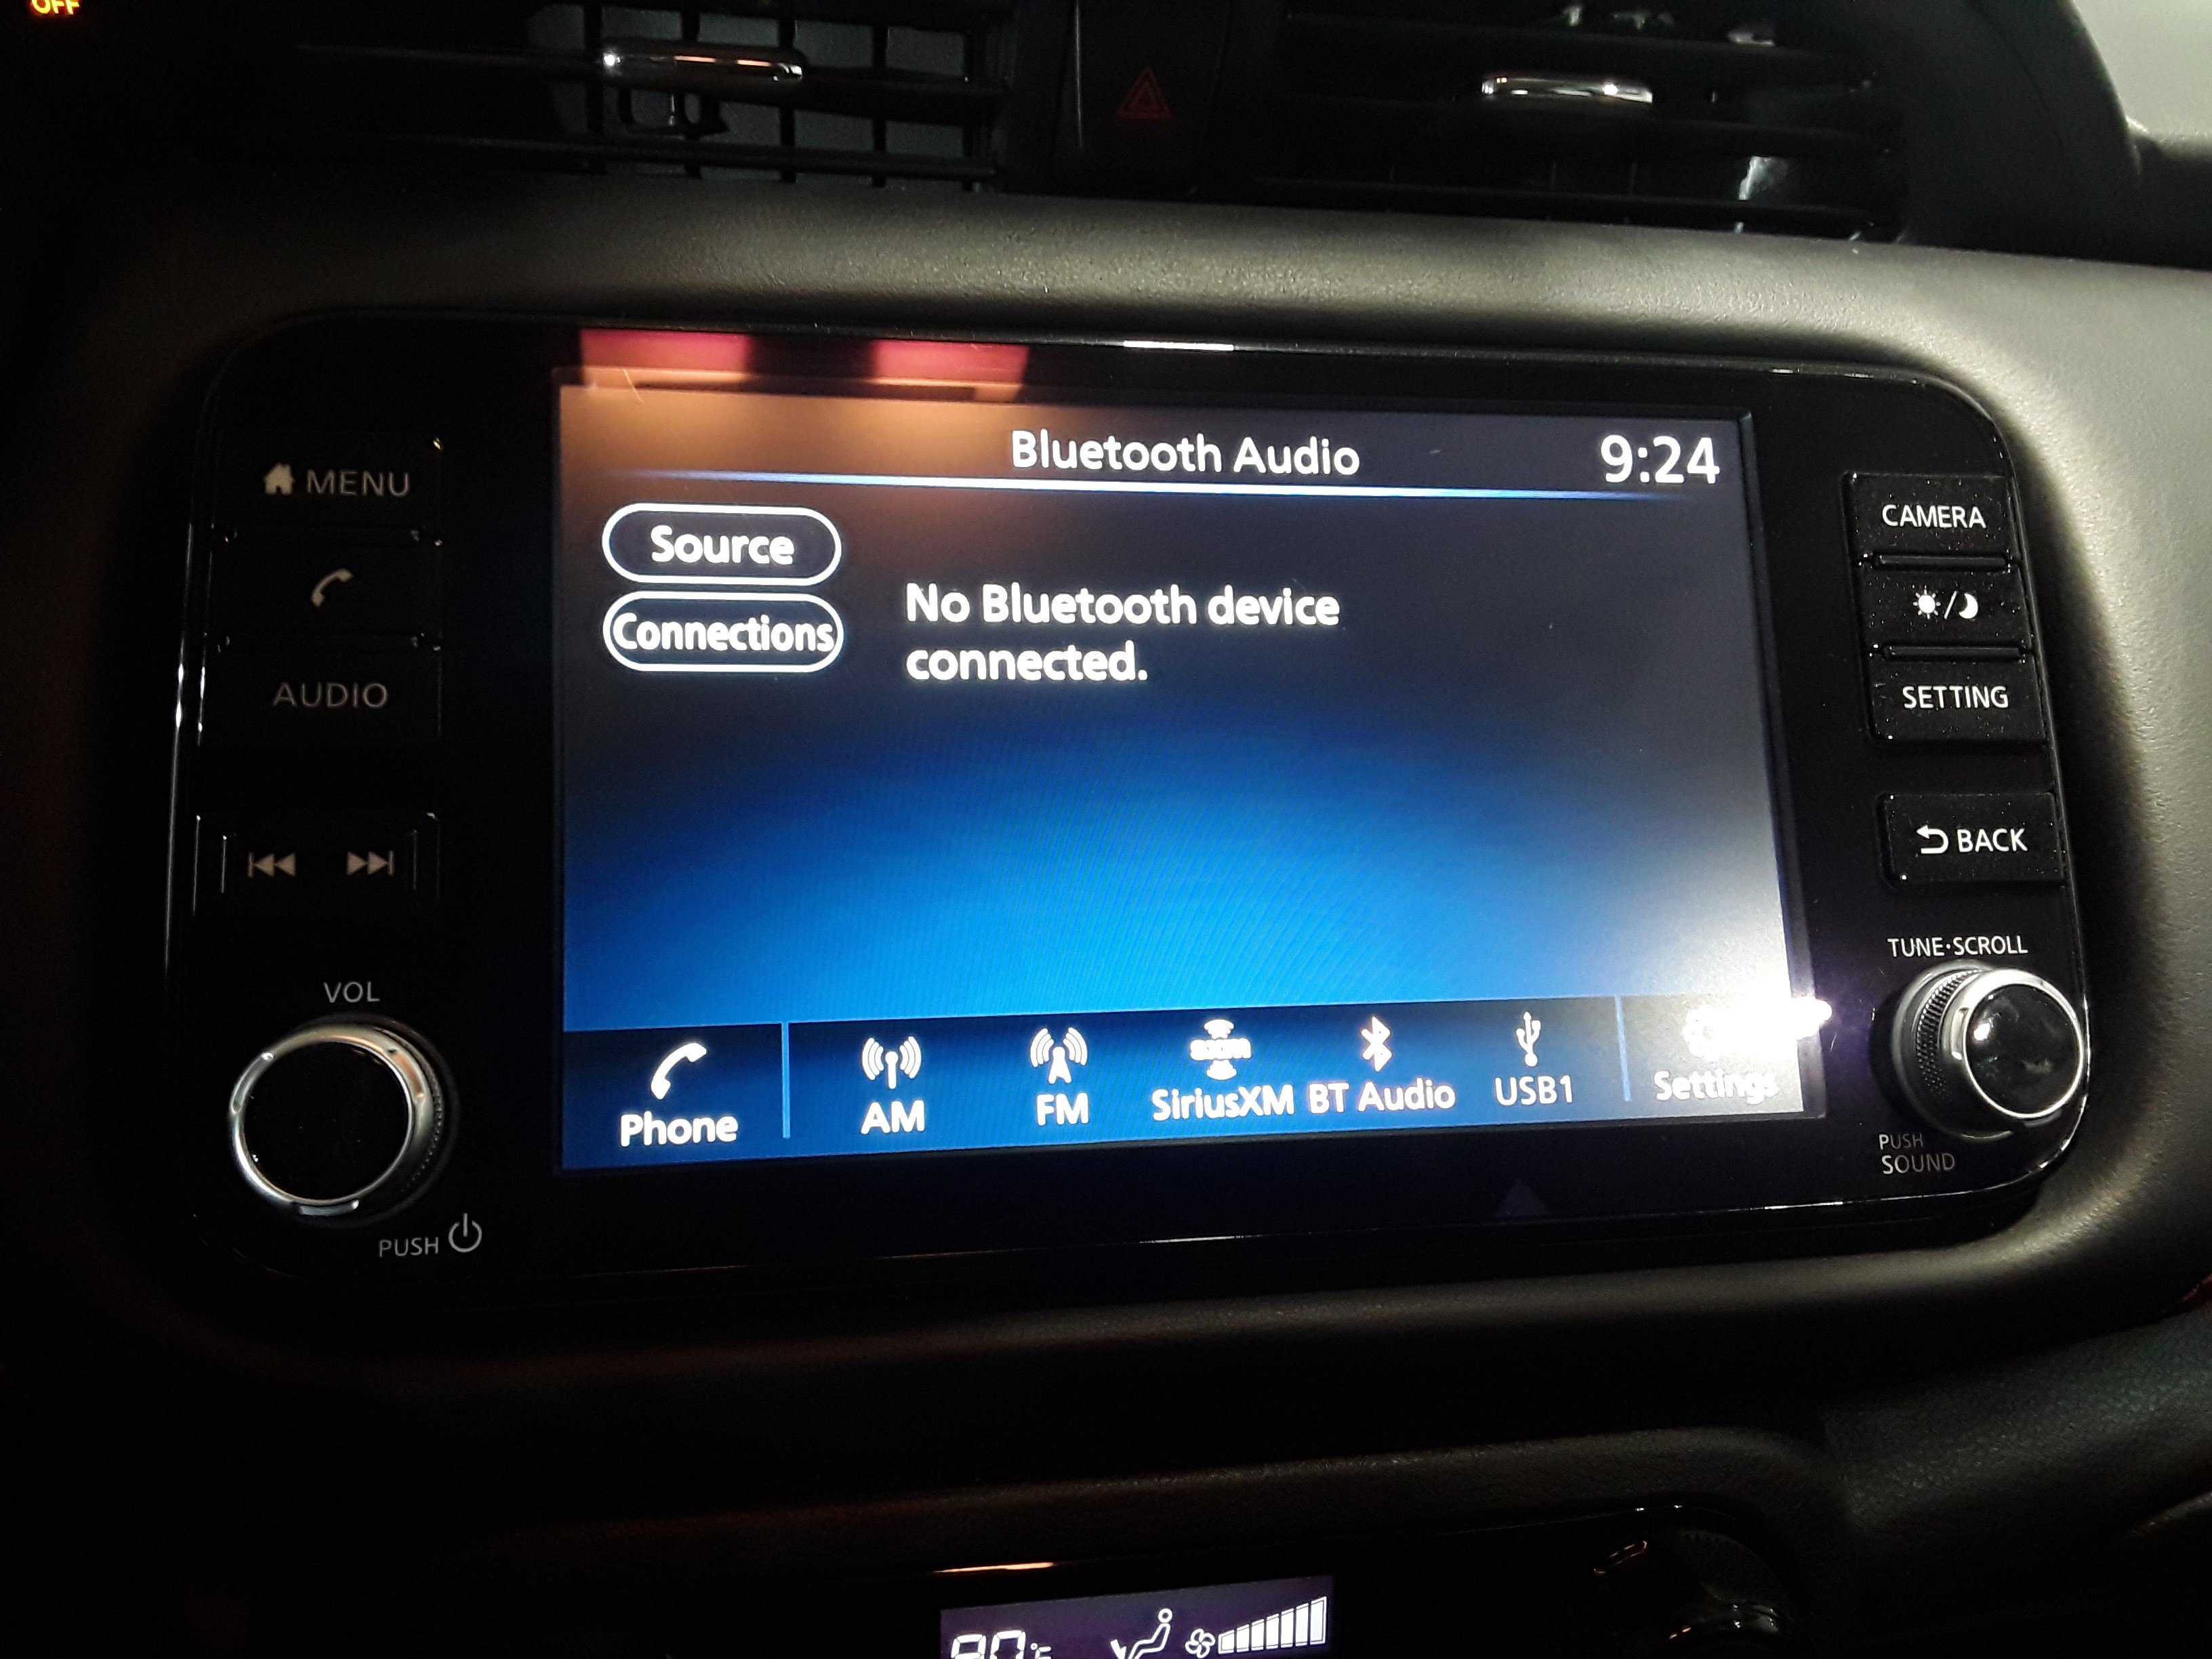 OFF
Bluetooth Audio
9:24
MENU
AUDIO
VOL
PUSH
Source
Connections
No Bluetooth device
connected.
Phone
AM
FM
SiriusXM
BT Audio
USB1
Settings
CAMERA
SETTING
BACK
TUNE·SCROLL
PUSH
SOUND